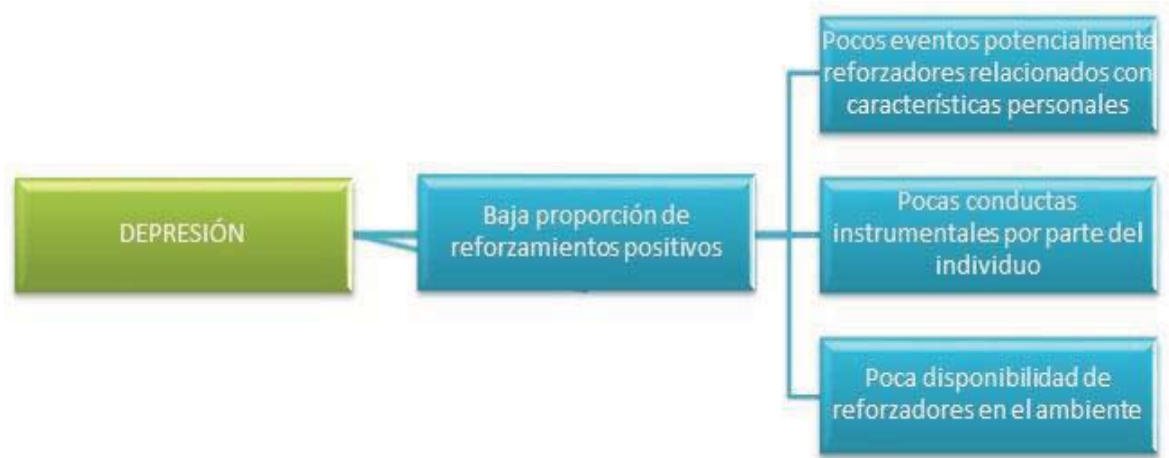 DEPRESIÓN
Baja proporción de
reforzamientos positivos
Pocos eventos potencialmente
reforzadores relacionados con
características personales
Pocas conductas
instrumentales por parte del
individuo
Poca disponibilidad de
reforzadores en el ambiente